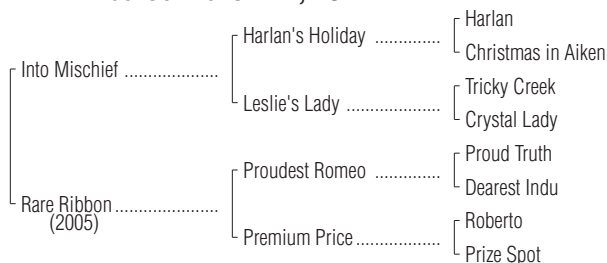 Harlan
Harlan's Holiday ................
Christmas in Aiken
Into Mischief ....................
Tricky Creek
Leslie's Lady ....................
Crystal Lady
Proud Truth
Proudest Romeo ..............
Dearest Indu
Rare Ribbon ......................
(2005)
Roberto
Premium Price .................
Prize Spot